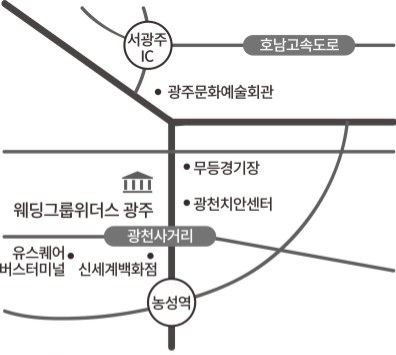 서광주
IC
호남고속도로
광주문화예술회관
무등경기장
웨딩그룹위더스 광주
광천치안센터
광천사거리
유스퀘어
버스터미널
신세계백화점
농성역